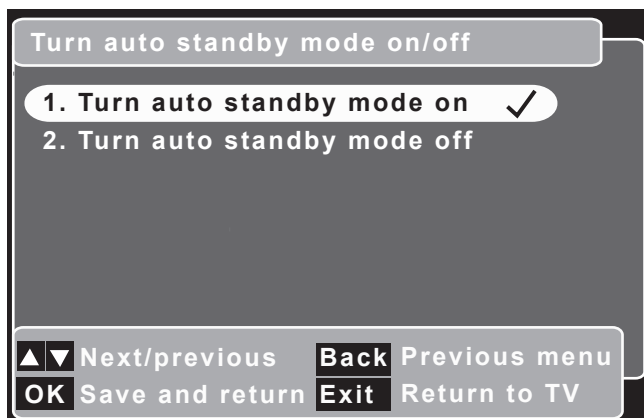 Turn auto standby mode on/off
1. Turn auto standby mode on ✓
2. Turn auto standby mode off
▲▼ Next/previous Back Previous menu
OK Save and return Exit Return to TV